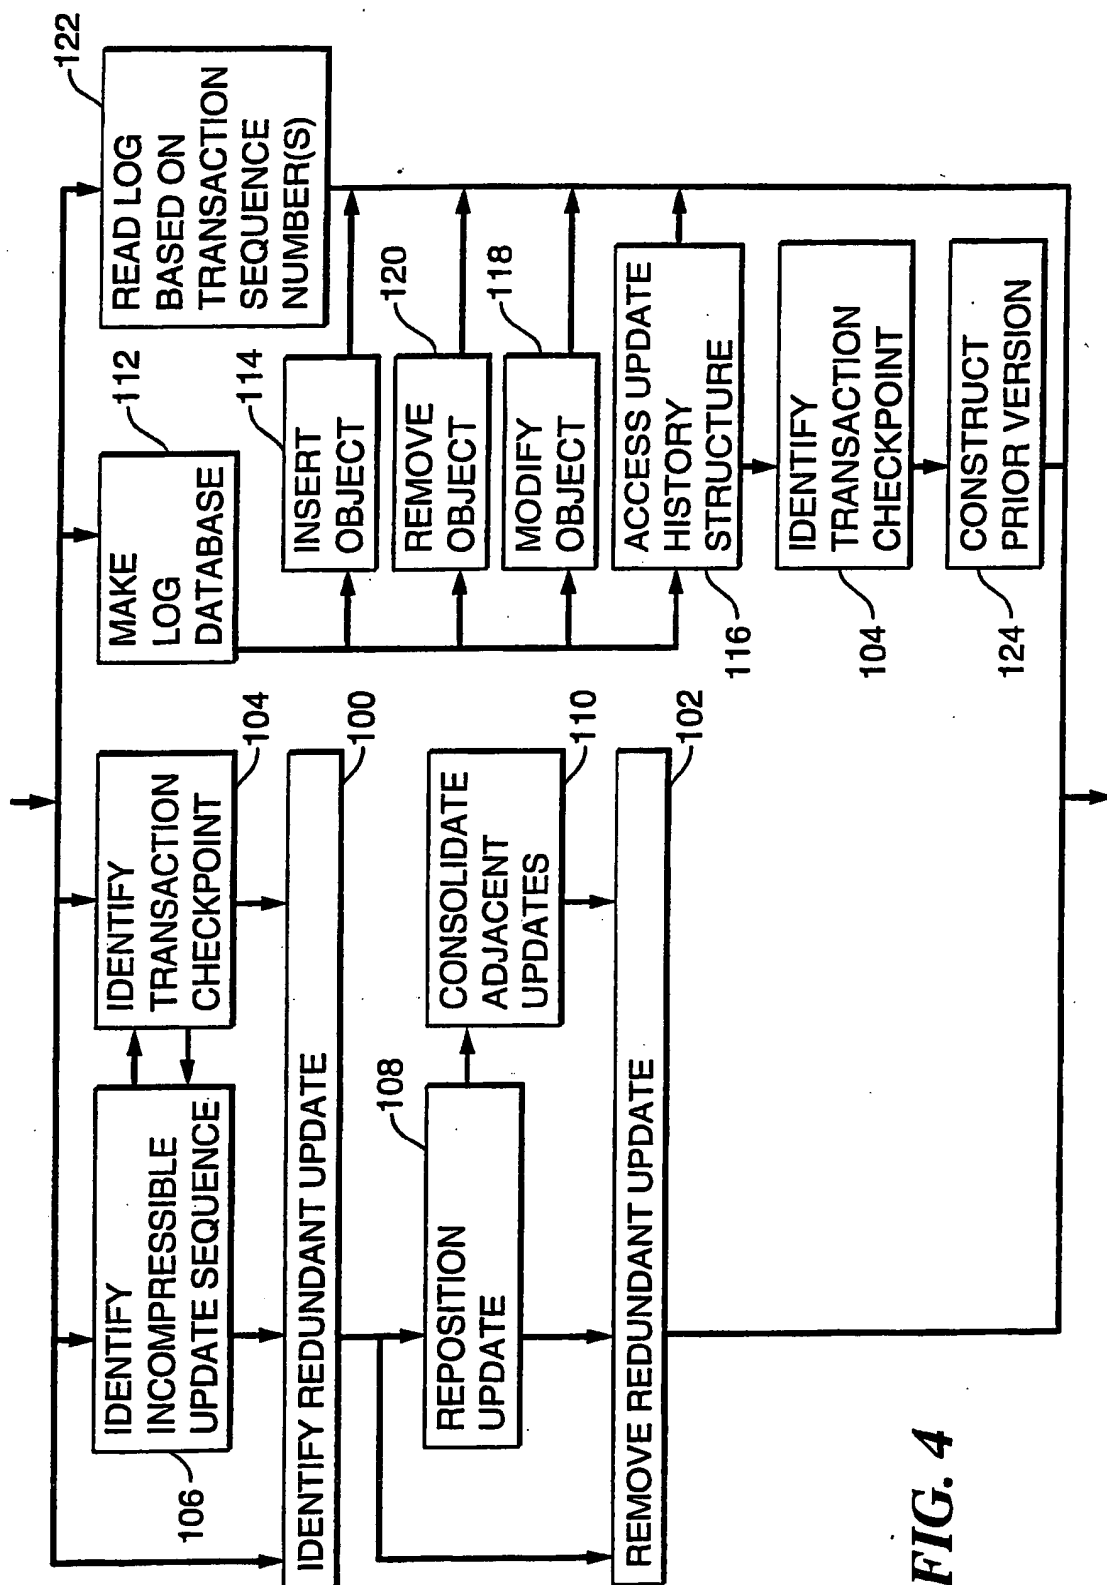 IDENTIFY
INCOMPRESSIBLE
UPDATE SEQUENCE
106
IDENTIFY
TRANSACTION
CHECKPOINT
104
MAKE
LOG
DATABASE
112
READ LOG
BASED ON
TRANSACTION
SEQUENCE
NUMBER(S)
122
IDENTIFY REDUNDANT UPDATE
100
REPOSITION
UPDATE
108
CONSOLIDATE
ADJACENT
UPDATES
110
REMOVE REDUNDANT UPDATE
102
INSERT
OBJECT
114
REMOVE
OBJECT
120
MODIFY
OBJECT
118
ACCESS UPDATE
HISTORY
STRUCTURE
116
IDENTIFY
TRANSACTION
CHECKPOINT
104
CONSTRUCT
PRIOR VERSION
124
FIG. 4